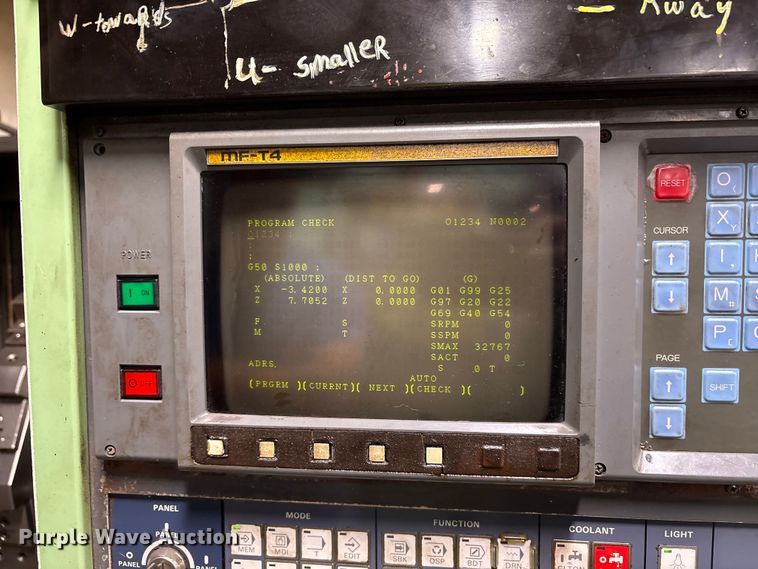 W-towards
U- smaller
Away
MF-T4
PROGRAM CHECK O1234 N0002
O1234
;
;
G50 S1000 ;
(ABSOLUTE) (DIST TO GO) (G)
X -3.4200 X 0.0000 G01 G99 G25
Z 7.7052 Z 0.0000 G97 G20 G22
G69 G40 G54
F S SRPM 0
M T SSPM 0
SMAX 32767
SACT 0
ADRS. S 0 T
AUTO
(PRGRM )(CURRNT)( NEXT )(CHECK )( )
POWER
I ON
O OFF
RESET
CURSOR
↑
↓
PAGE
↑
↓
SHIFT
O
X Y
I
M
P
PANEL
MODE
FUNCTION
COOLANT
LIGHT
MEM MDI T EDIT SBK OSP BDT DRN
O PANEL PANEL
Purple Wave Auction